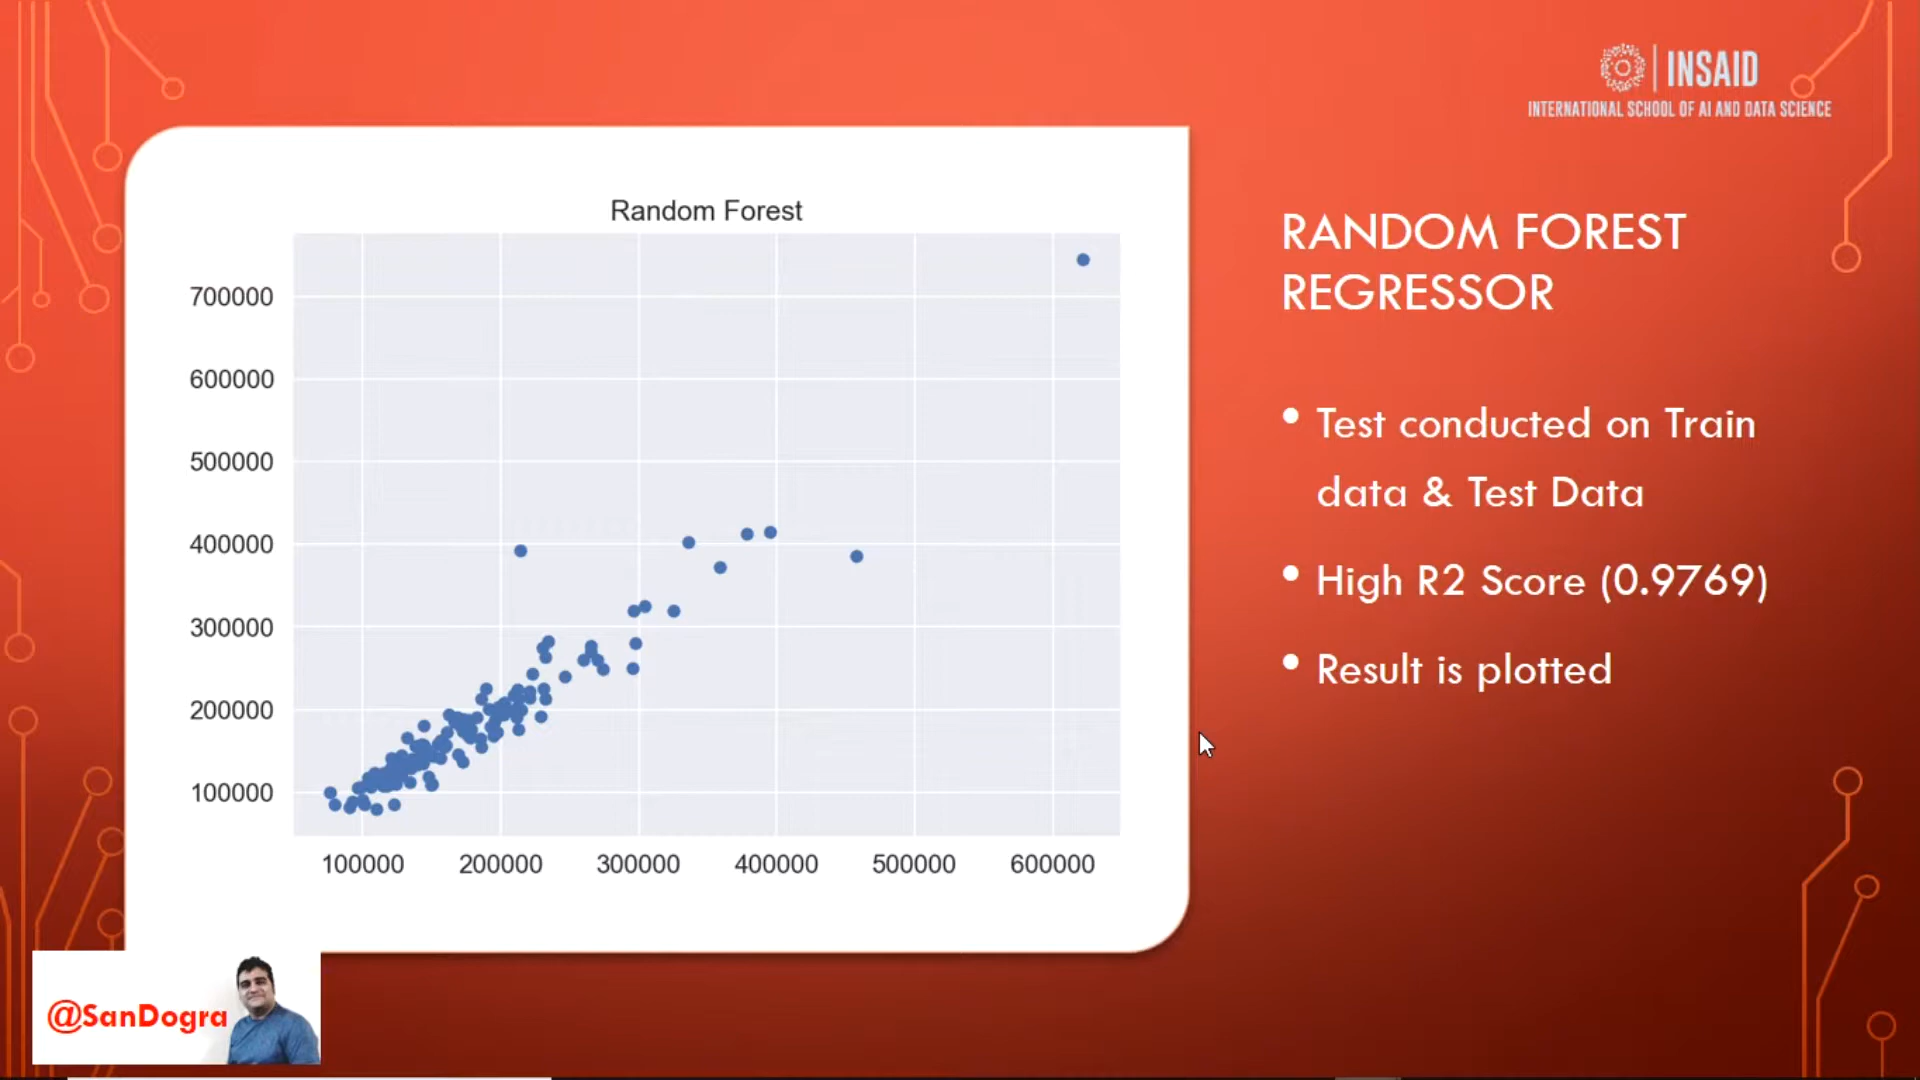 INSAID
INTERNATIONAL SCHOOL OF AI AND DATA SCIENCE
Random Forest
700000
600000
500000
400000
300000
200000
100000
100000 200000 300000 400000 500000 600000
RANDOM FOREST
REGRESSOR
• Test conducted on Train
data & Test Data
• High R2 Score (0.9769)
• Result is plotted
@SanDogra